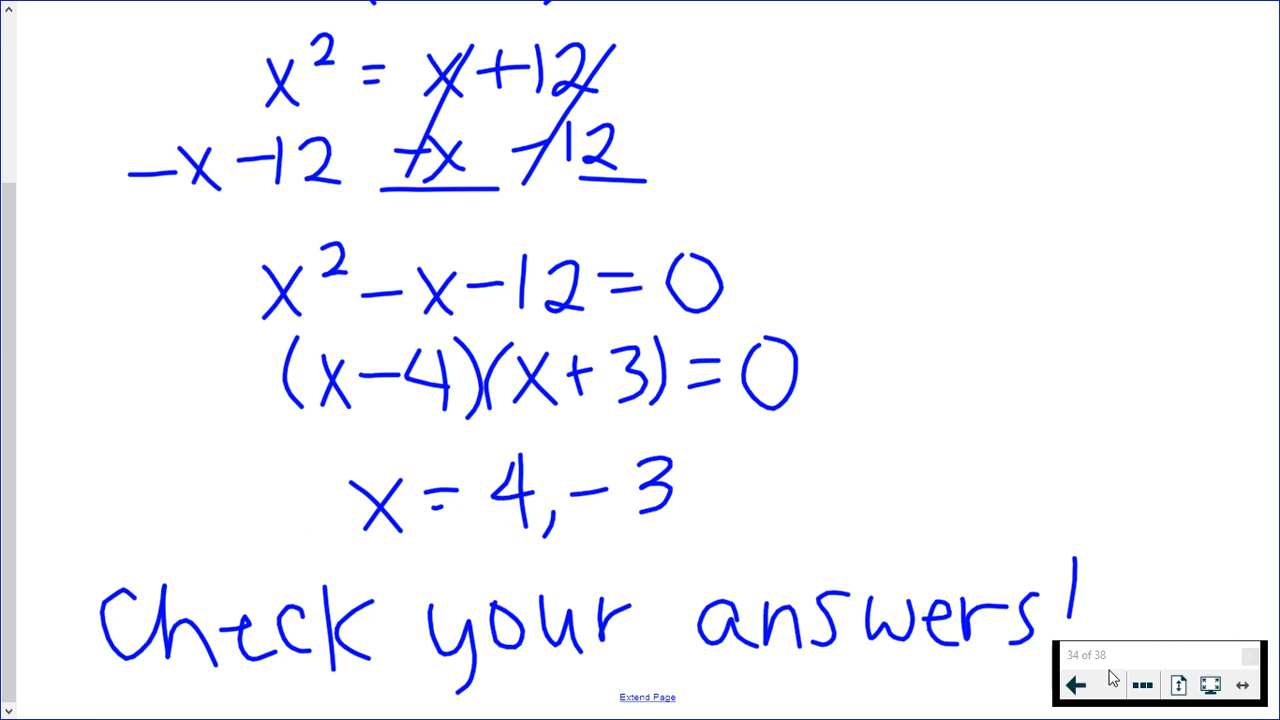 x² = x + 12
-x - 12 -x - 12
x² - x - 12 = 0
(x - 4)(x + 3) = 0
x = 4, -3
Check your answers!
34 of 38
Extend Page